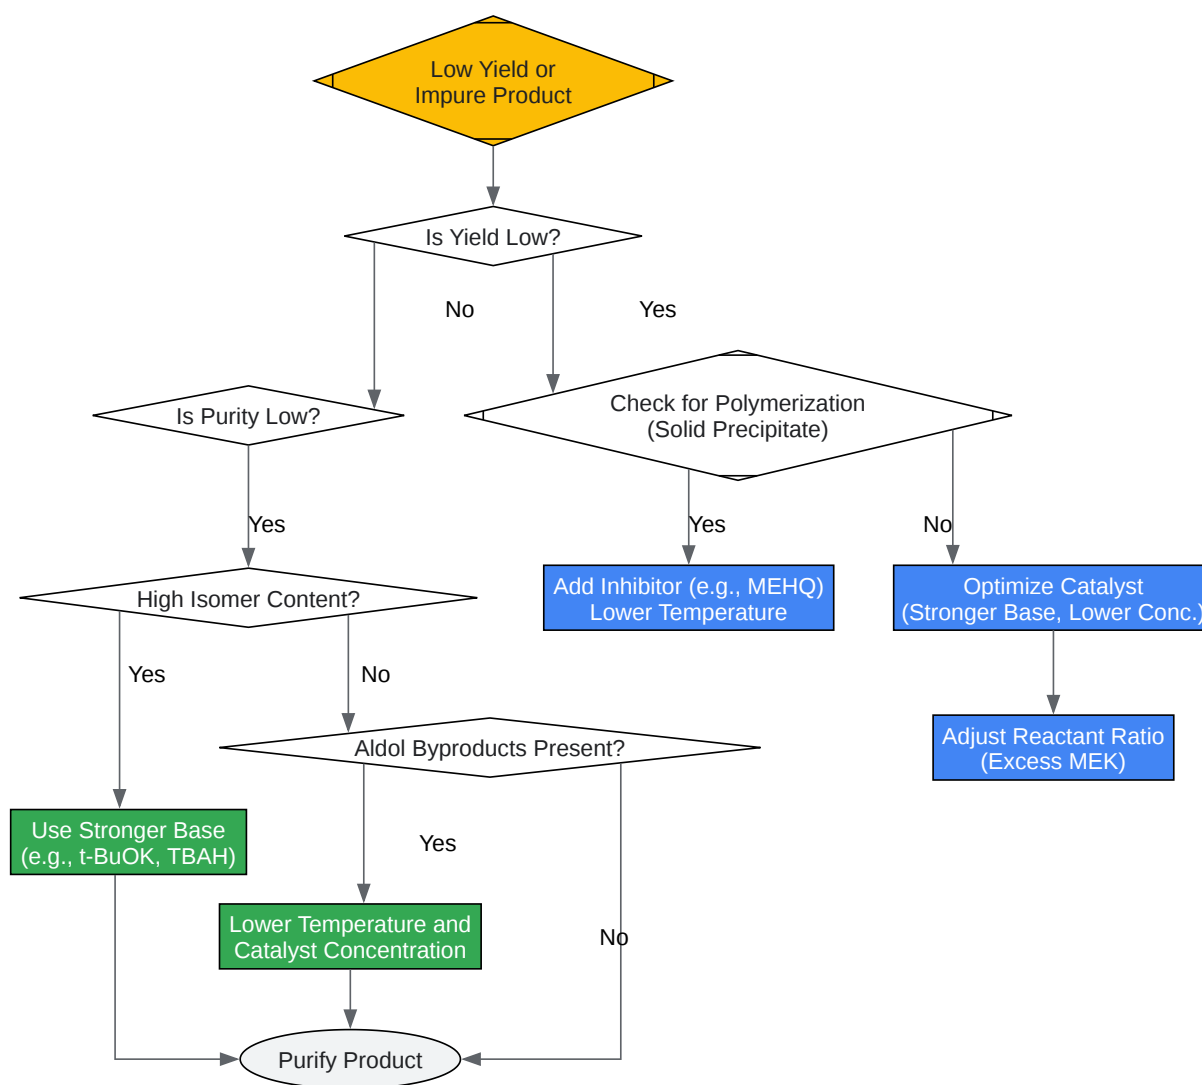 Low Yield or
Impure Product
Is Yield Low?
No
Yes
Is Purity Low?
Check for Polymerization
(Solid Precipitate)
Yes
Yes
No
High Isomer Content?
Add Inhibitor (e.g., MEHQ)
Lower Temperature
Optimize Catalyst
(Stronger Base, Lower Conc.)
Yes
No
Aldol Byproducts Present?
Adjust Reactant Ratio
(Excess MEK)
Use Stronger Base
(e.g., t-BuOK, TBAH)
Yes
Lower Temperature and
Catalyst Concentration
No
Purify Product